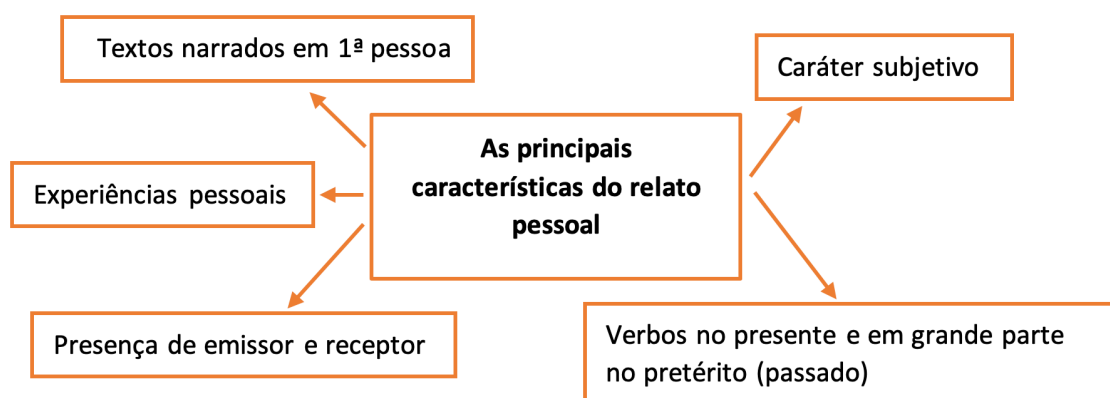 Textos narrados em 1ª pessoa
Caráter subjetivo
As principais
características do relato
pessoal
Experiências pessoais
Presença de emissor e receptor
Verbos no presente e em grande parte
no pretérito (passado)